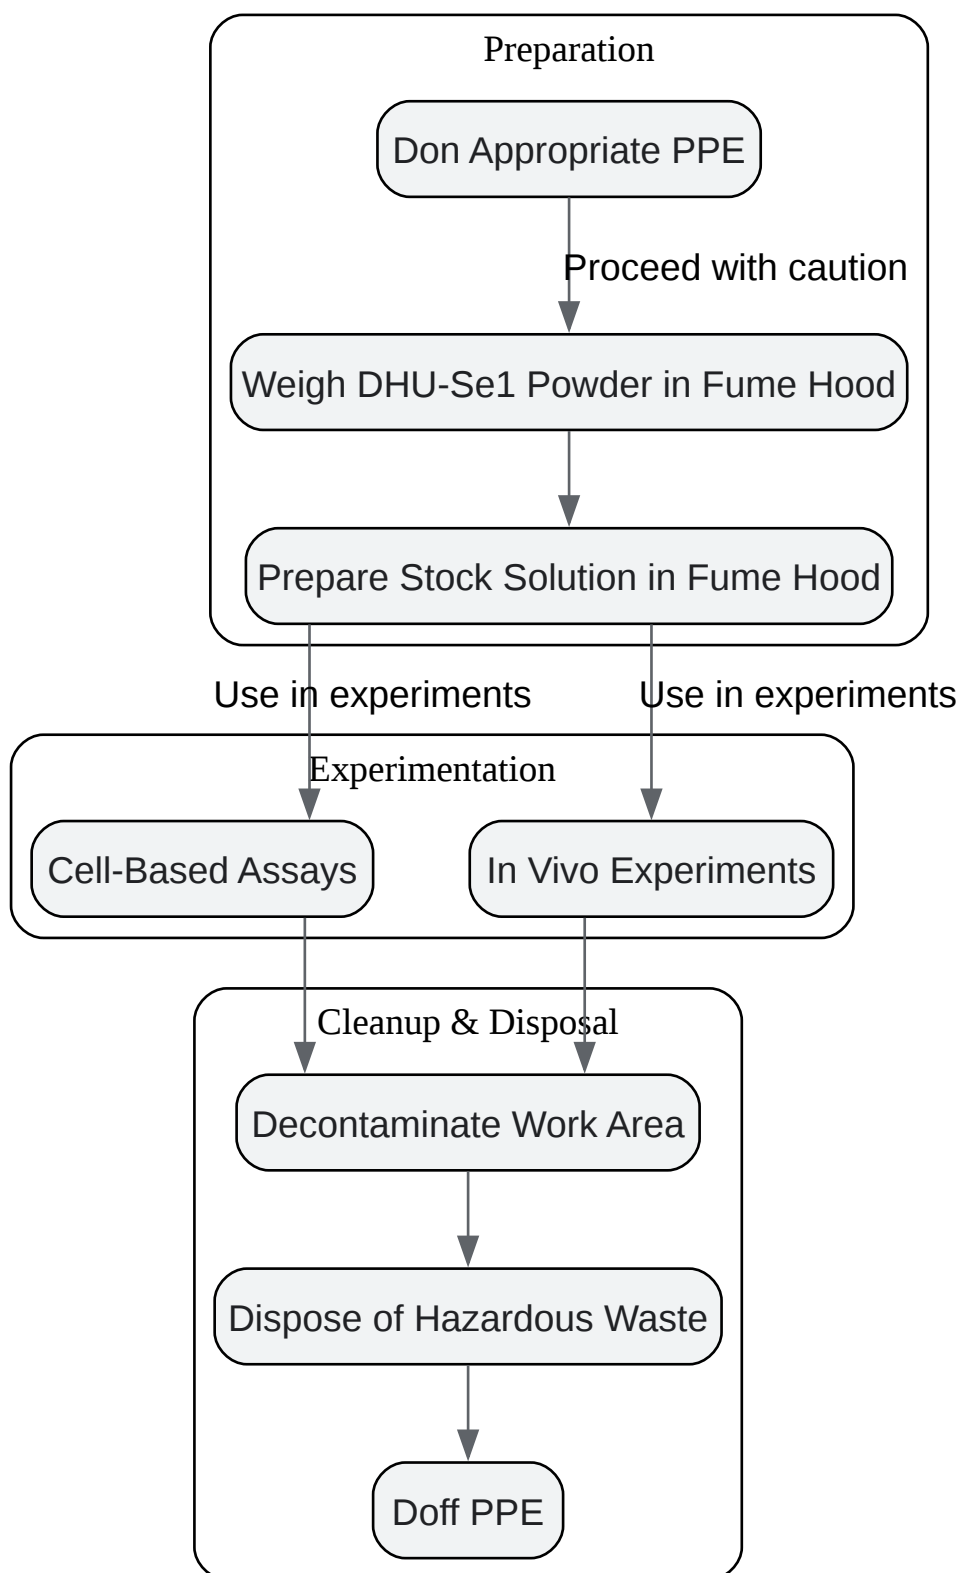 Preparation
Don Appropriate PPE
Proceed with caution
Weigh DHU-Se1 Powder in Fume Hood
Prepare Stock Solution in Fume Hood
Use in experiments
Use in experiments
Experimentation
Cell-Based Assays
In Vivo Experiments
Cleanup & Disposal
Decontaminate Work Area
Dispose of Hazardous Waste
Doff PPE